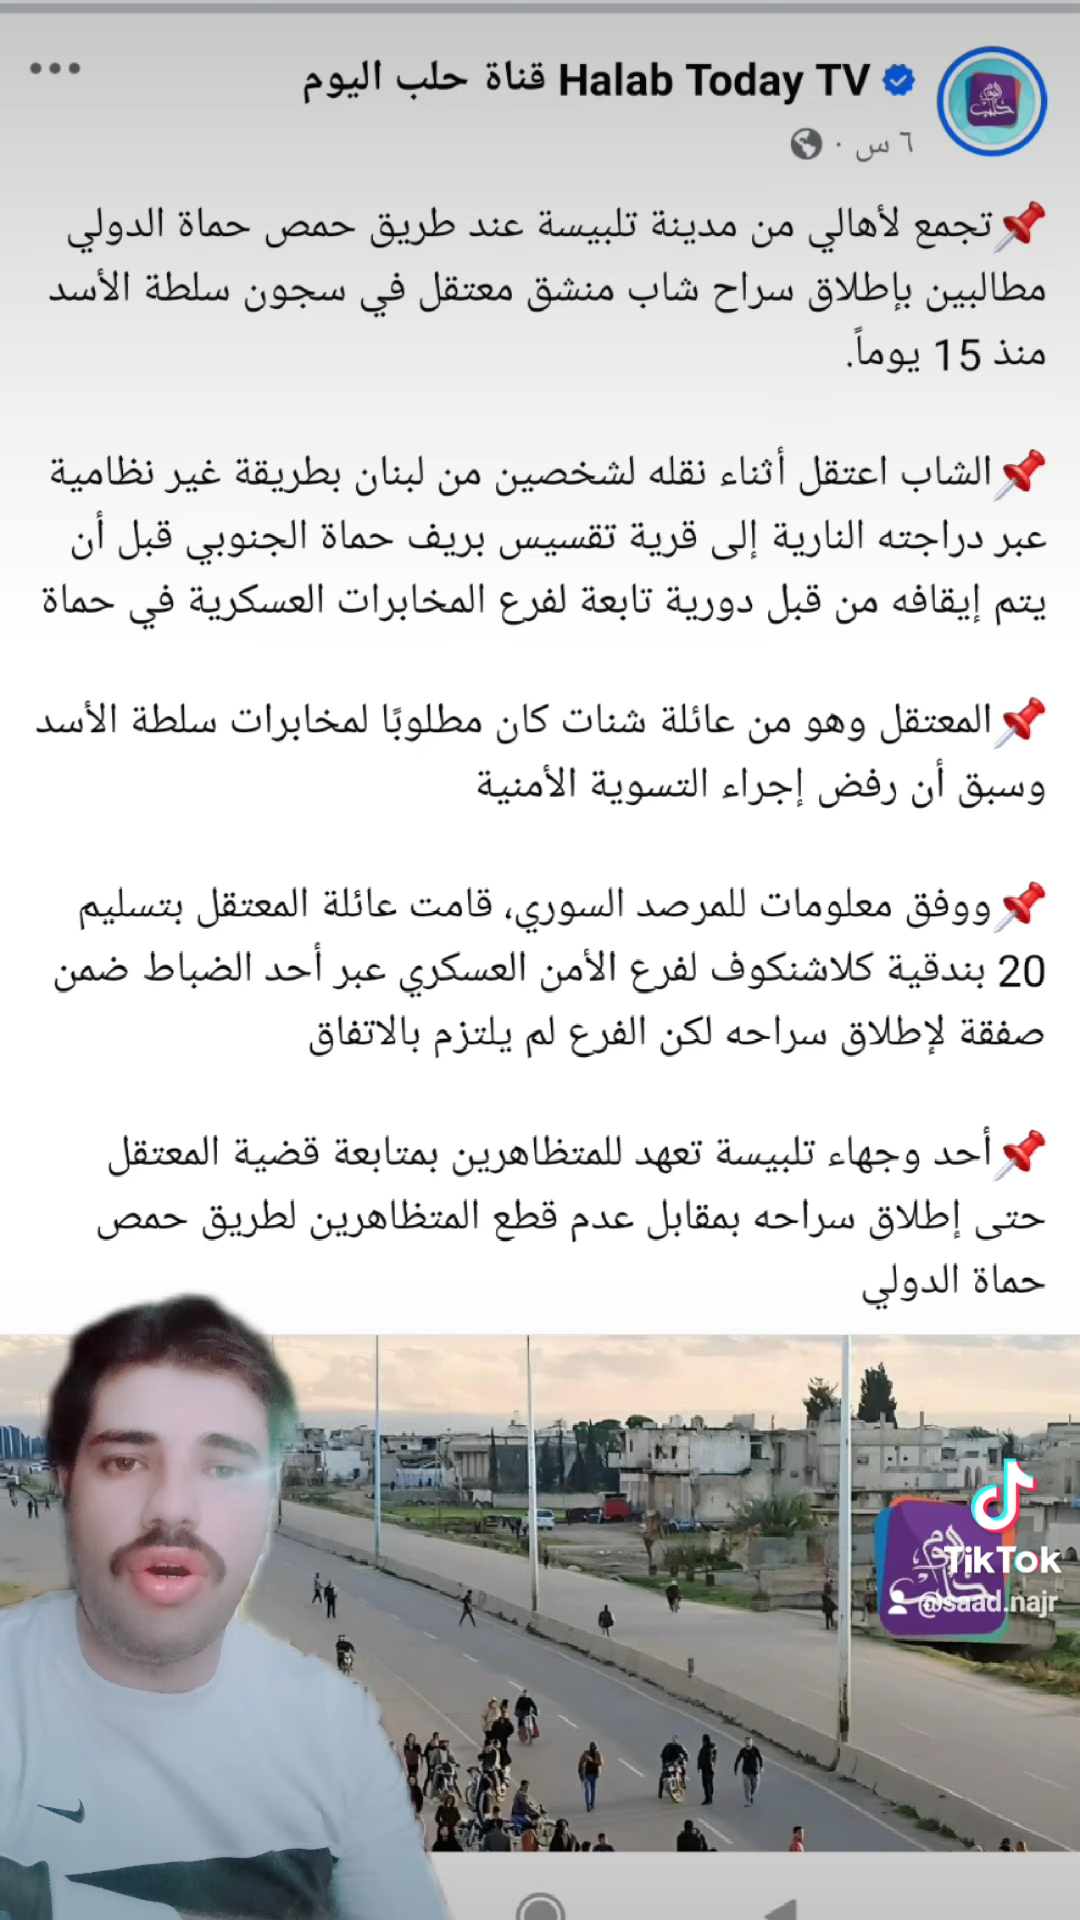 قناة حلب اليوم Halab Today TV
٦ س ·
📌تجمع لأهالي من مدينة تلبيسة عند طريق حمص حماة الدولي
مطالبين بإطلاق سراح شاب منشق معتقل في سجون سلطة الأسد
منذ 15 يوماً.
📌الشاب اعتقل أثناء نقله لشخصين من لبنان بطريقة غير نظامية
عبر دراجته النارية إلى قرية تقسيس بريف حماة الجنوبي قبل أن
يتم إيقافه من قبل دورية تابعة لفرع المخابرات العسكرية في حماة
📌المعتقل وهو من عائلة شنات كان مطلوبًا لمخابرات سلطة الأسد
وسبق أن رفض إجراء التسوية الأمنية
📌ووفق معلومات للمرصد السوري، قامت عائلة المعتقل بتسليم
20 بندقية كلاشنكوف لفرع الأمن العسكري عبر أحد الضباط ضمن
صفقة لإطلاق سراحه لكن الفرع لم يلتزم بالاتفاق
📌أحد وجهاء تلبيسة تعهد للمتظاهرين بمتابعة قضية المعتقل
حتى إطلاق سراحه بمقابل عدم قطع المتظاهرين لطريق حمص
حماة الدولي
حلب اليوم
TikTok
@saad.najr